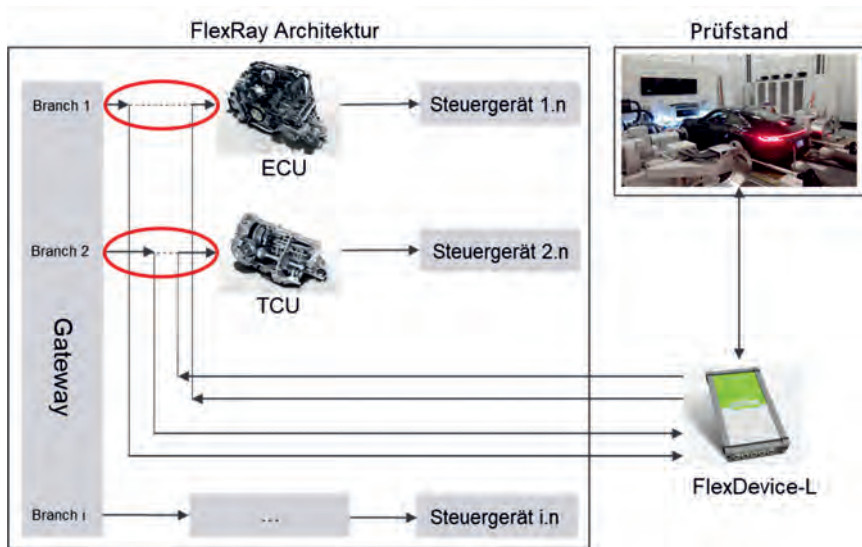 FlexRay Architektur
Prüfstand
Branch 1
ECU
Steuergerät 1.n
Branch 2
TCU
Steuergerät 2.n
Gateway
FlexDevice-L
Branch i
...
Steuergerät i.n